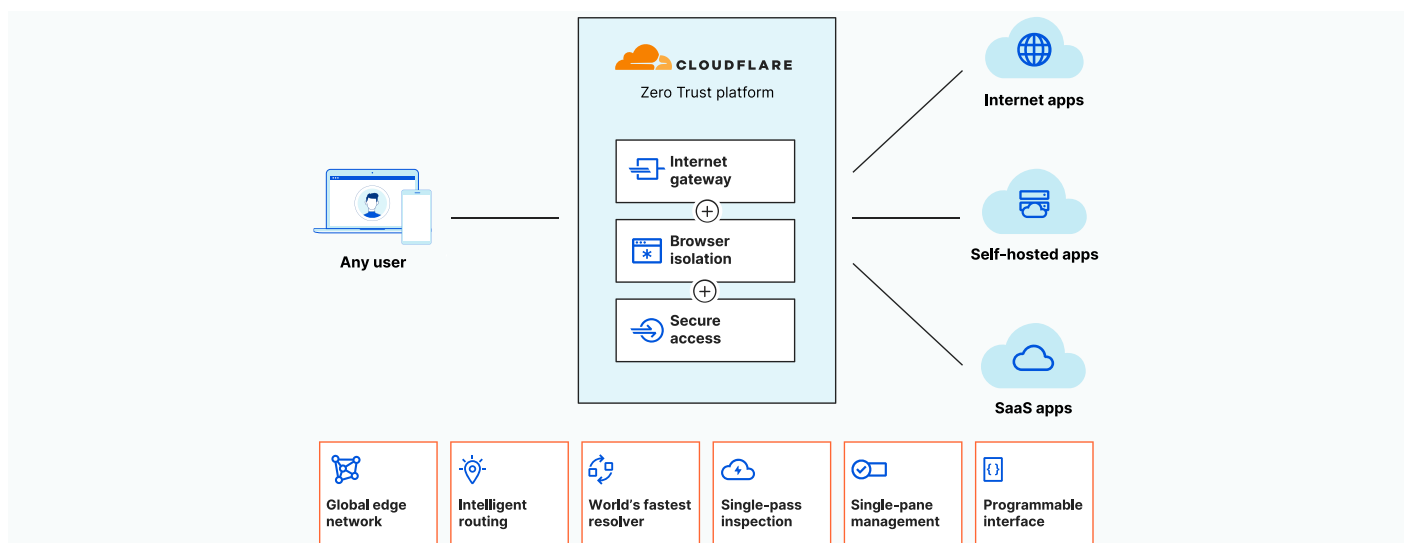 CLOUDFLARE
Zero Trust platform
Internet
gateway
Browser
isolation
Secure
access
Any user
Internet apps
Self-hosted apps
SaaS apps
Global edge
network
Intelligent
routing
World's fastest
resolver
Single-pass
inspection
Single-pane
management
Programmable
interface